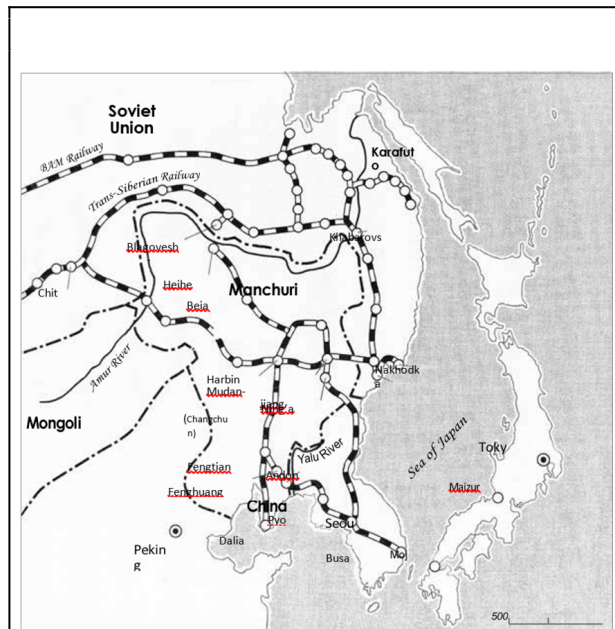 Soviet
Union
BAM Railway
Karafut
Trans-Siberian Railway
Blagovesh
Khabarovs
Chit
Heihe
Manchuri
Beia
Amur River
Nakhodk
a
Harbin
Mudan-
jiang
Mongoli
(Changchu
n)
Sea of Japan
Yalu River
Toky
Fengtian
Andon
Maizur
Fenghuang
China
Pyo
Seou
Dalia
Pekin
g
Busa
Moj
500